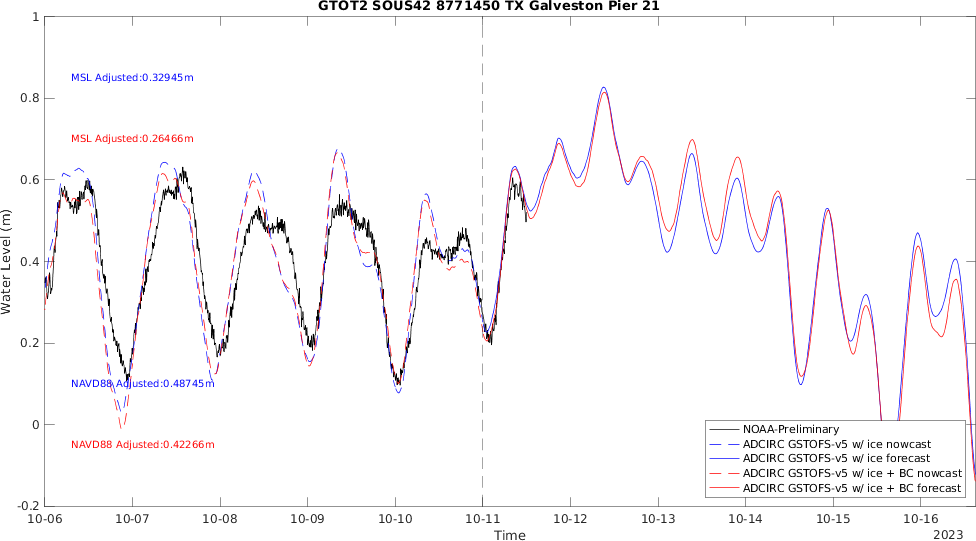 GTOT2 SOUS42 8771450 TX Galveston Pier 21
1
0.8
0.6
0.4
0.2
0
-0.2
Water Level (m)
MSL Adjusted:0.32945m
MSL Adjusted:0.26466m
NAVD88 Adjusted:0.48745m
NAVD88 Adjusted:0.42266m
NOAA-Preliminary
ADCIRC GSTOFS-v5 w/ ice nowcast
ADCIRC GSTOFS-v5 w/ ice forecast
ADCIRC GSTOFS-v5 w/ ice + BC nowcast
ADCIRC GSTOFS-v5 w/ ice + BC forecast
10-06 10-07 10-08 10-09 10-10 10-11 10-12 10-13 10-14 10-15 10-16
Time
2023